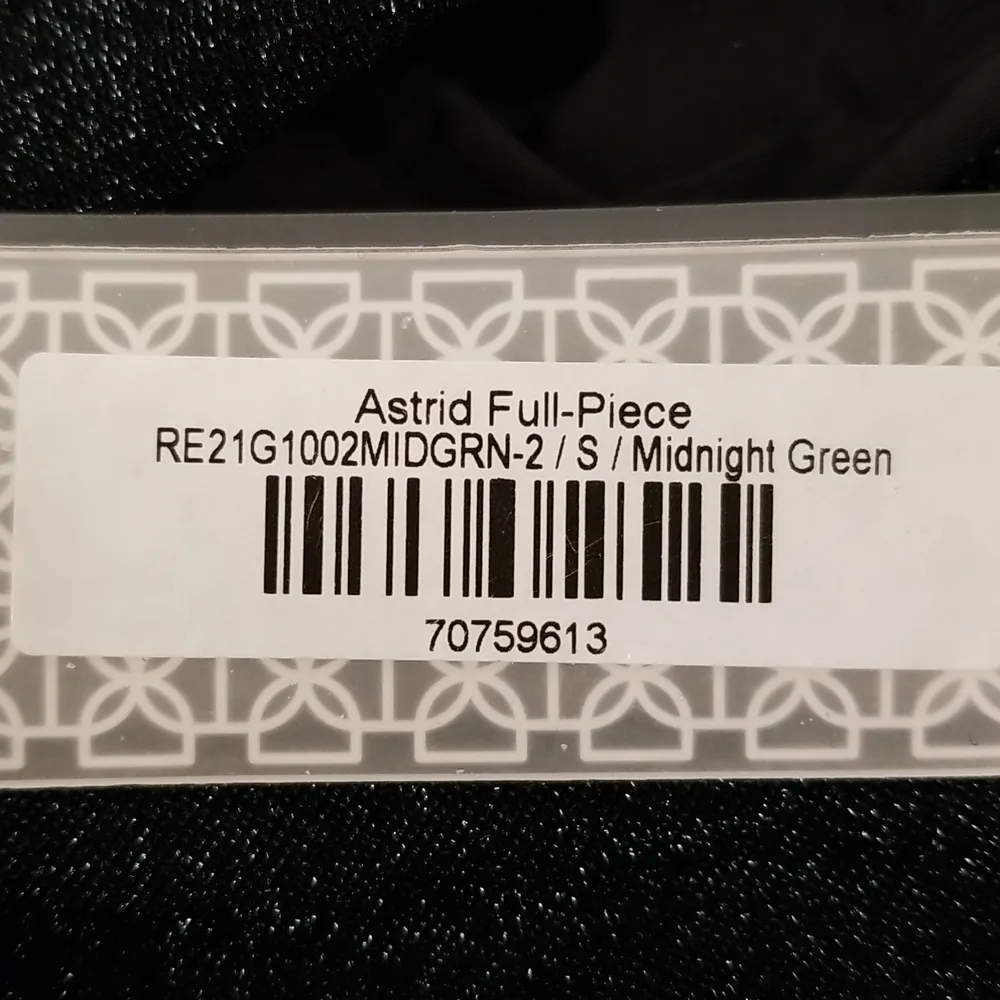 Astrid Full-Piece
RE21G1002MIDGRN-2 / S / Midnight Green
70759613